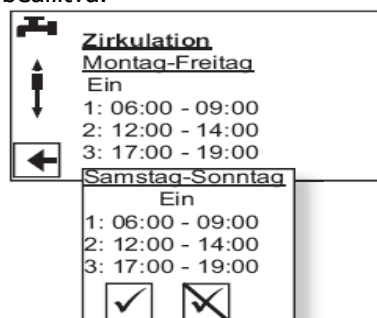 beállítva.
Zirkulation
Montag-Freitag
Ein
1: 06:00 - 09:00
2: 12:00 - 14:00
3: 17:00 - 19:00
Samstag-Sonntag
Ein
1: 06:00 - 09:00
2: 12:00 - 14:00
3: 17:00 - 19:00